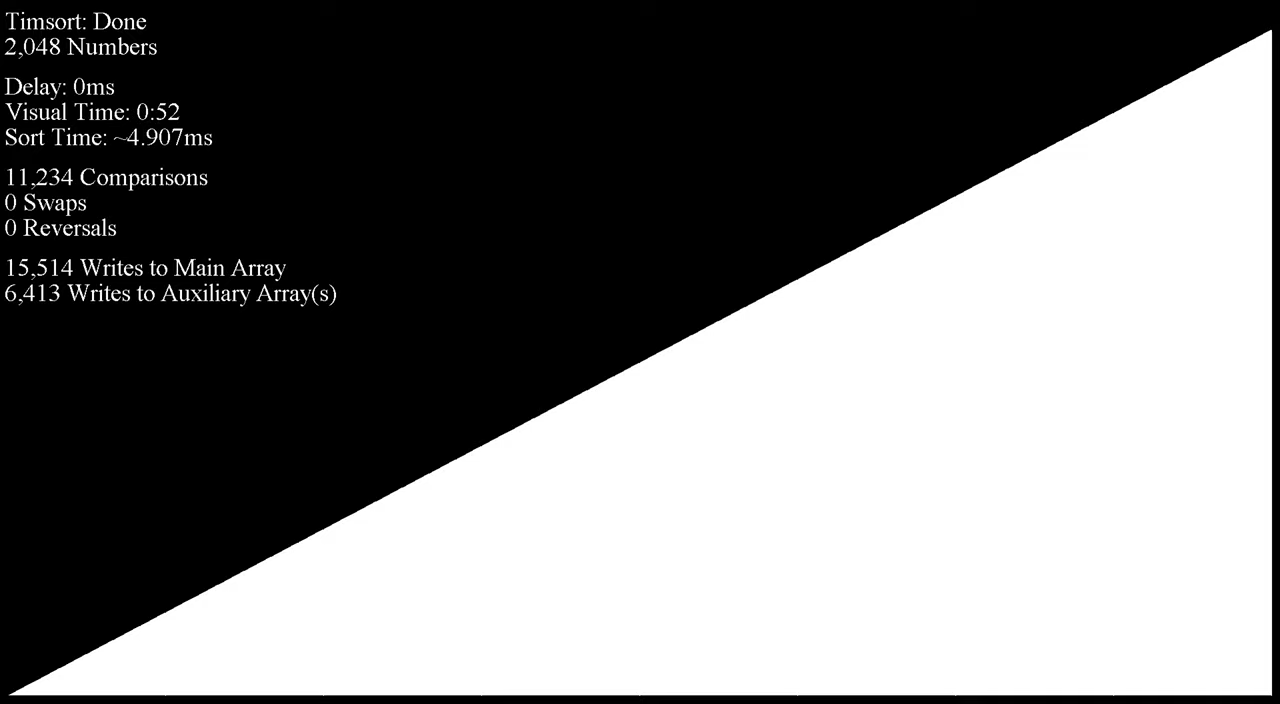 Timsort: Done
2,048 Numbers
Delay: 0ms
Visual Time: 0:52
Sort Time: ~4.907ms
11,234 Comparisons
0 Swaps
0 Reversals
15,514 Writes to Main Array
6,413 Writes to Auxiliary Array(s)